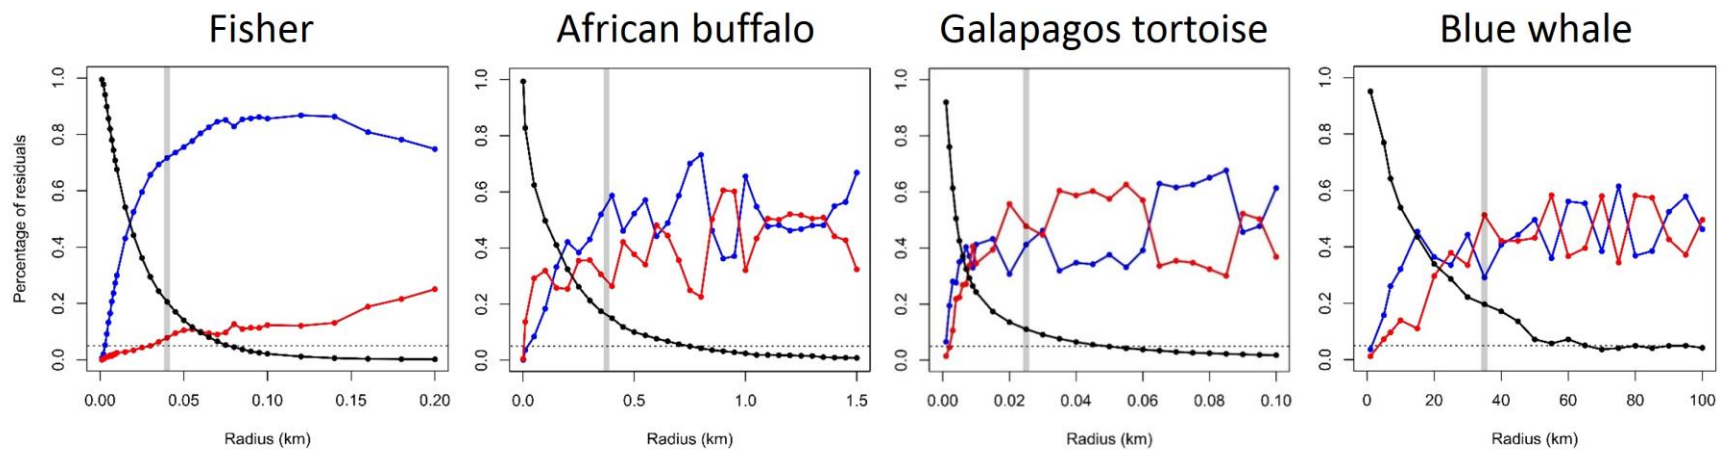 Fisher
African buffalo
Galapagos tortoise
Blue whale
Percentage of residuals
1.0
0.8
0.6
0.4
0.2
0.0
0.00 0.05 0.10 0.15 0.20
Radius (km)
1.0
0.8
0.6
0.4
0.2
0.0
0.0 0.5 1.0 1.5
Radius (km)
1.0
0.8
0.6
0.4
0.2
0.0
0.00 0.02 0.04 0.06 0.08 0.10
Radius (km)
1.0
0.8
0.6
0.4
0.2
0.0
0 20 40 60 80 100
Radius (km)